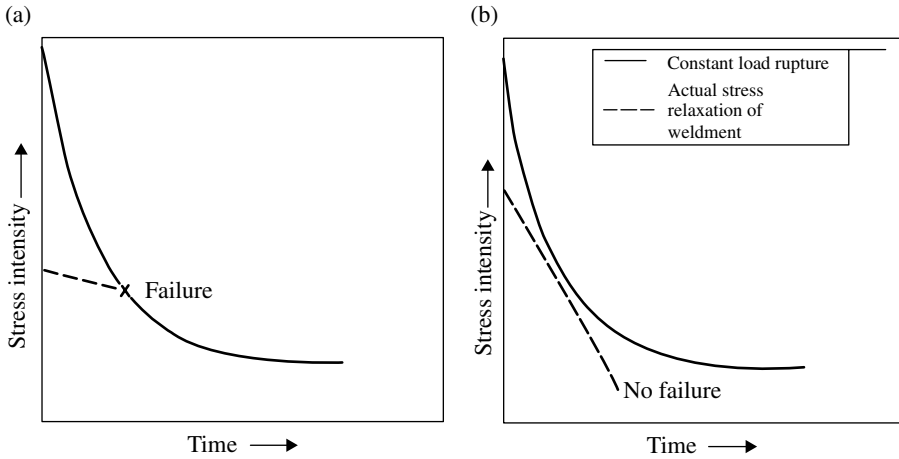 (a)
Stress intensity
Failure
Time
(b)
Constant load rupture
Actual stress
relaxation of
weldment
Stress intensity
No failure
Time